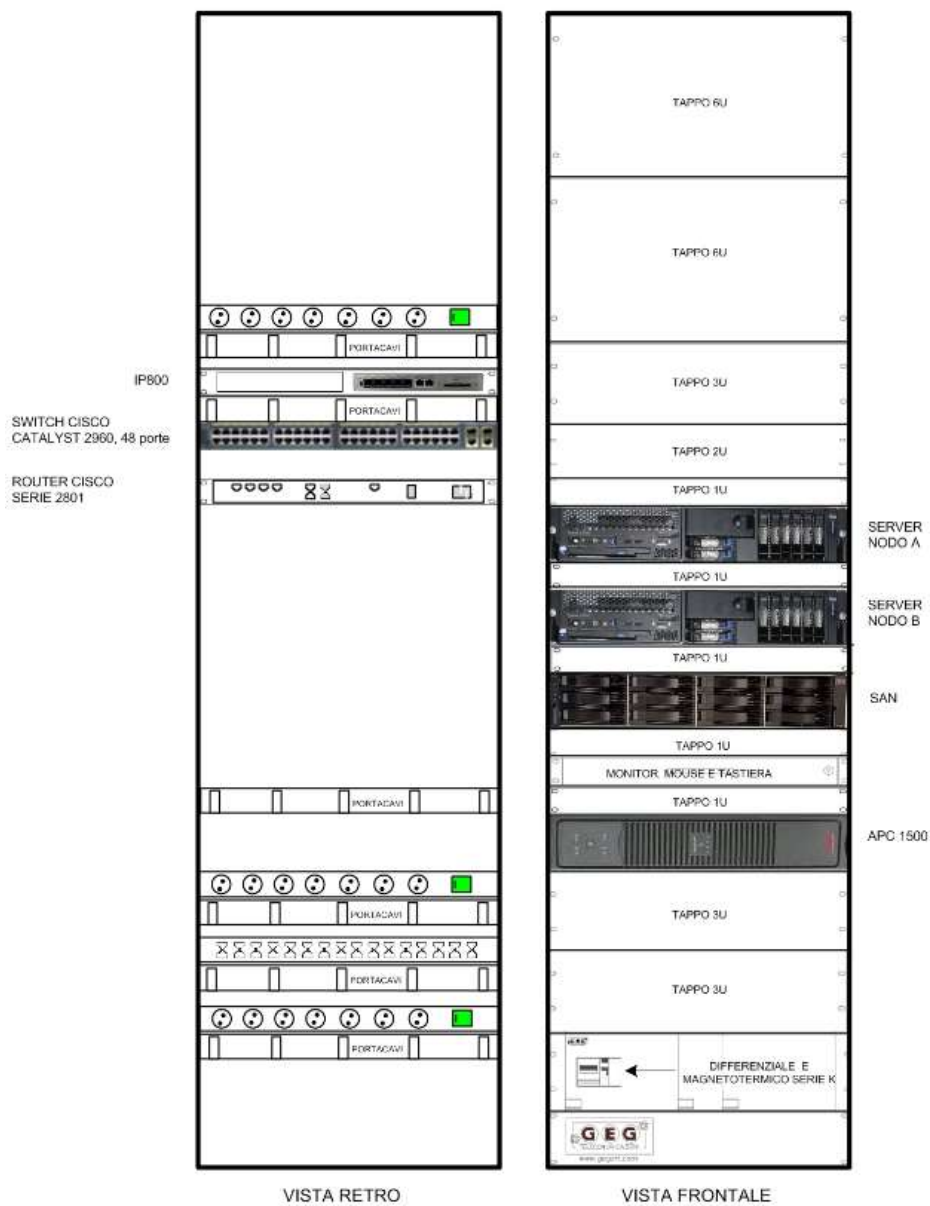 PORTACAVI
IP800
PORTACAVI
SWITCH CISCO
CATALYST 2960, 48 porte
ROUTER CISCO
SERIE 2801
PORTACAVI
PORTACAVI
PORTACAVI
PORTACAVI
VISTA RETRO
TAPPO 6U
TAPPO 6U
TAPPO 3U
TAPPO 2U
TAPPO 1U
SERVER
NODO A
TAPPO 1U
SERVER
NODO B
TAPPO 1U
SAN
TAPPO 1U
MONITOR, MOUSE E TASTIERA
TAPPO 1U
APC 1500
TAPPO 3U
TAPPO 3U
DIFFERENZIALE E
MAGNETOTERMICO SERIE K
GEG
VISTA FRONTALE